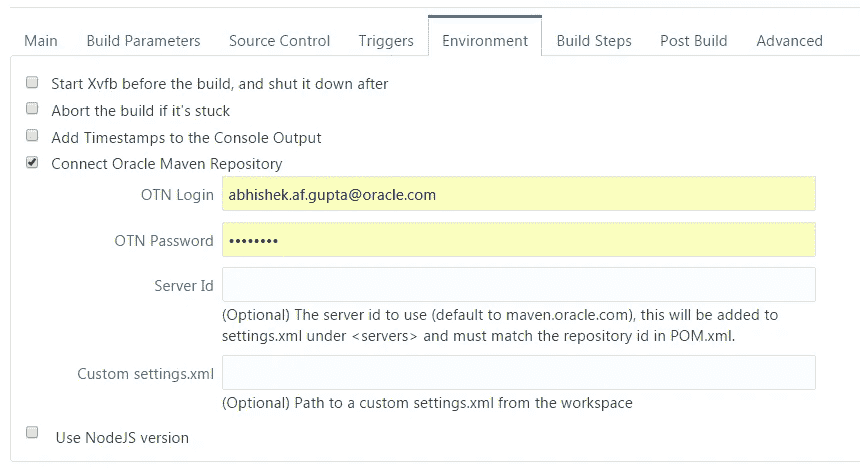 Main Build Parameters Source Control Triggers Environment Build Steps Post Build Advanced
Start Xvfb before the build, and shut it down after
Abort the build if it's stuck
Add Timestamps to the Console Output
Connect Oracle Maven Repository
OTN Login abhishek.af.gupta@oracle.com
OTN Password ••••••••
Server Id
(Optional) The server id to use (default to maven.oracle.com), this will be added to
settings.xml under <servers> and must match the repository id in POM.xml.
Custom settings.xml
(Optional) Path to a custom settings.xml from the workspace
Use NodeJS version